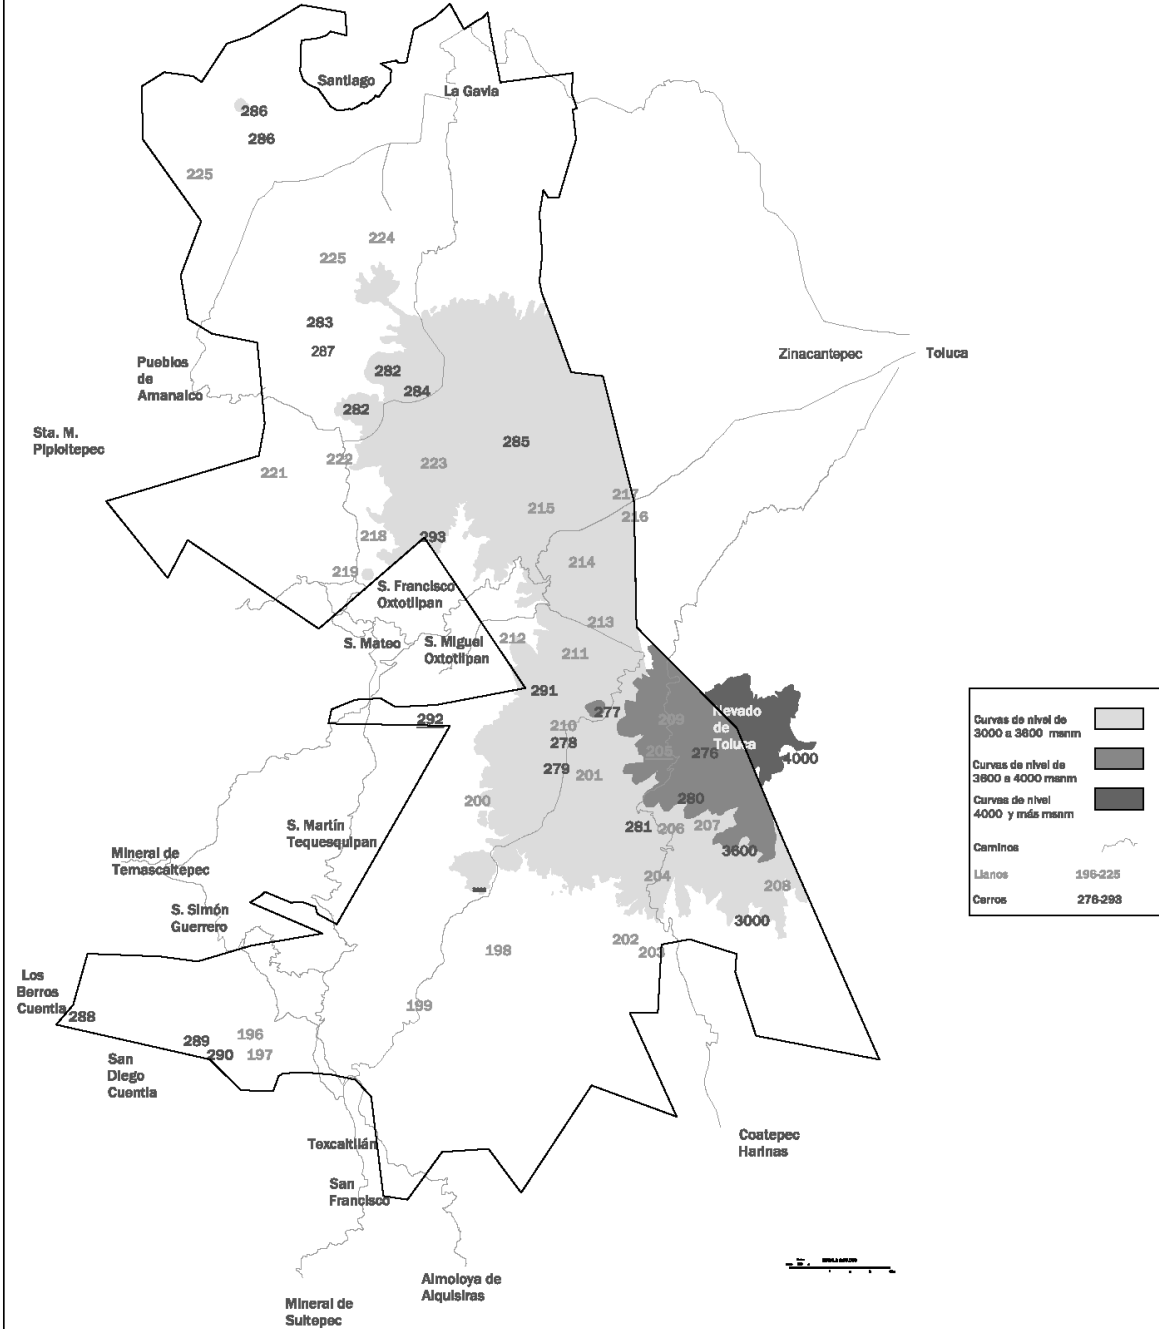 Santiago
La Gavia
286
286
225
224
225
283
287
Pueblos
de
Amanalco
282
284
282
Zinacantepec
Toluca
Sta. M.
Pipioltepec
285
221
222
223
217
215
216
218
293
214
219
S. Francisco
Oxtotilpan
213
S. Mateo
S. Miguel
Oxtotilpan
212
211
291
277
292
210
278
209
Nevado
de
Toluca
205
276
4000
279
201
200
280
281
206
207
S. Martín
Tequesquipan
3600
Mineral de
Temascaltepec
204
208
S. Simón
Guerrero
3000
198
202
203
Los
Berros
Cuentla
288
199
196
289
290
197
San
Diego
Cuentla
Texcaltitlán
Coatepec
Harinas
San
Francisco
Almoloya de
Alquisiras
Mineral de
Sultepec
Curvas de nivel de
3000 a 3600 msnm
Curvas de nivel de
3600 a 4000 msnm
Curvas de nivel
4000 y más msnm
Caminos
Llanos 196-225
Cerros 276-293